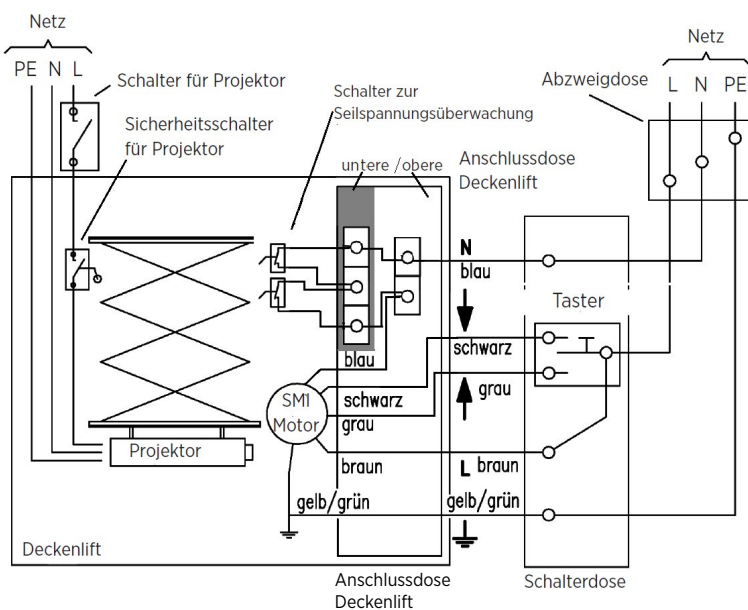 Netz
PE N L
Schalter für Projektor
Sicherheitsschalter
für Projektor
Schalter zur
Seilspannungsüberwachung
untere /obere
Anschlussdose
Deckenlift
Netz
Abzweigdose
L N PE
N
blau
Taster
schwarz
grau
blau
schwarz
grau
braun
SM1
Motor
Projektor
L braun
gelb/grün
gelb/grün
Deckenlift
Anschlussdose
Deckenlift
Schalterdose